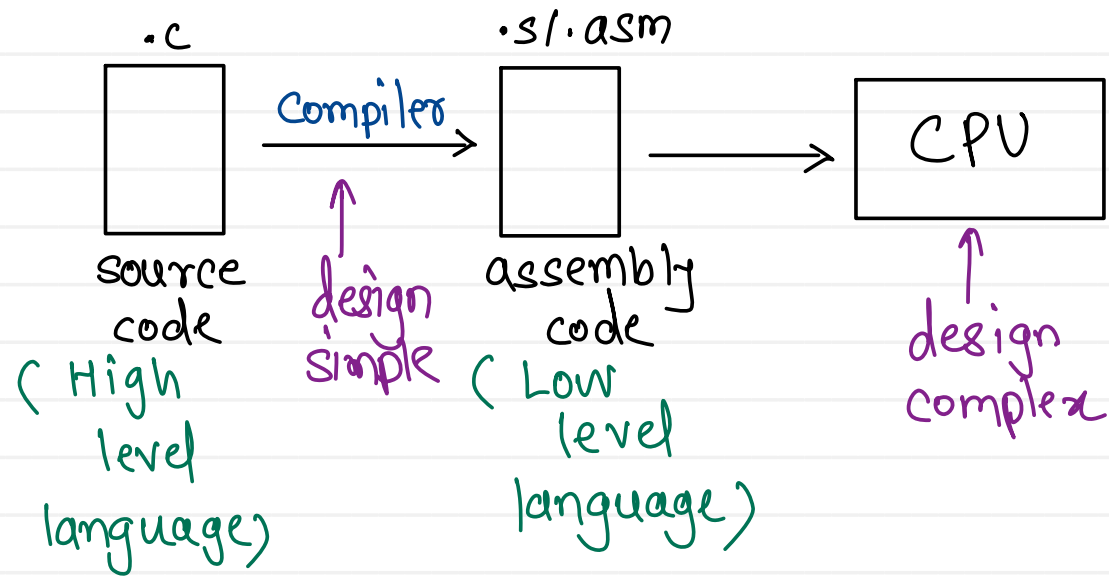 .c
.s/.asm
Compiler
CPU
source
code
(High
level
language)
design
simple
assembly
code
(Low
level
language)
design
complex